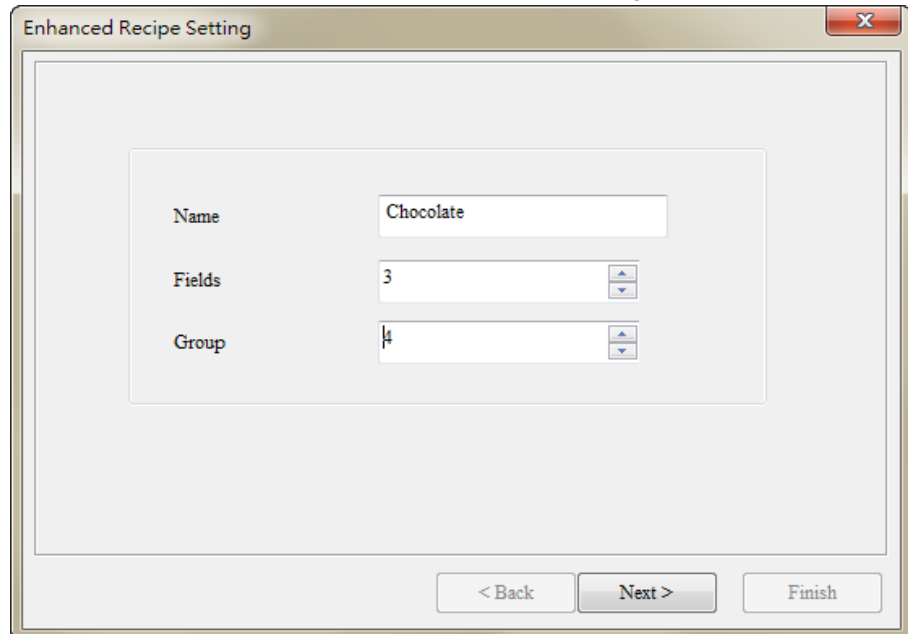 Enhanced Recipe Setting
Name Chocolate
Fields 3
Group 4
< Back Next > Finish